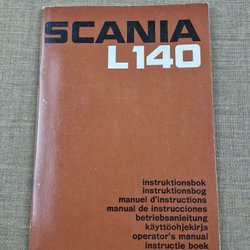 SCANIA
L140
instruktionsbok
instruktionsbog
manuel d'instructions
manual de instrucciones
betriebsanleitung
käyttöohjekirja
operator's manual
instructie boek